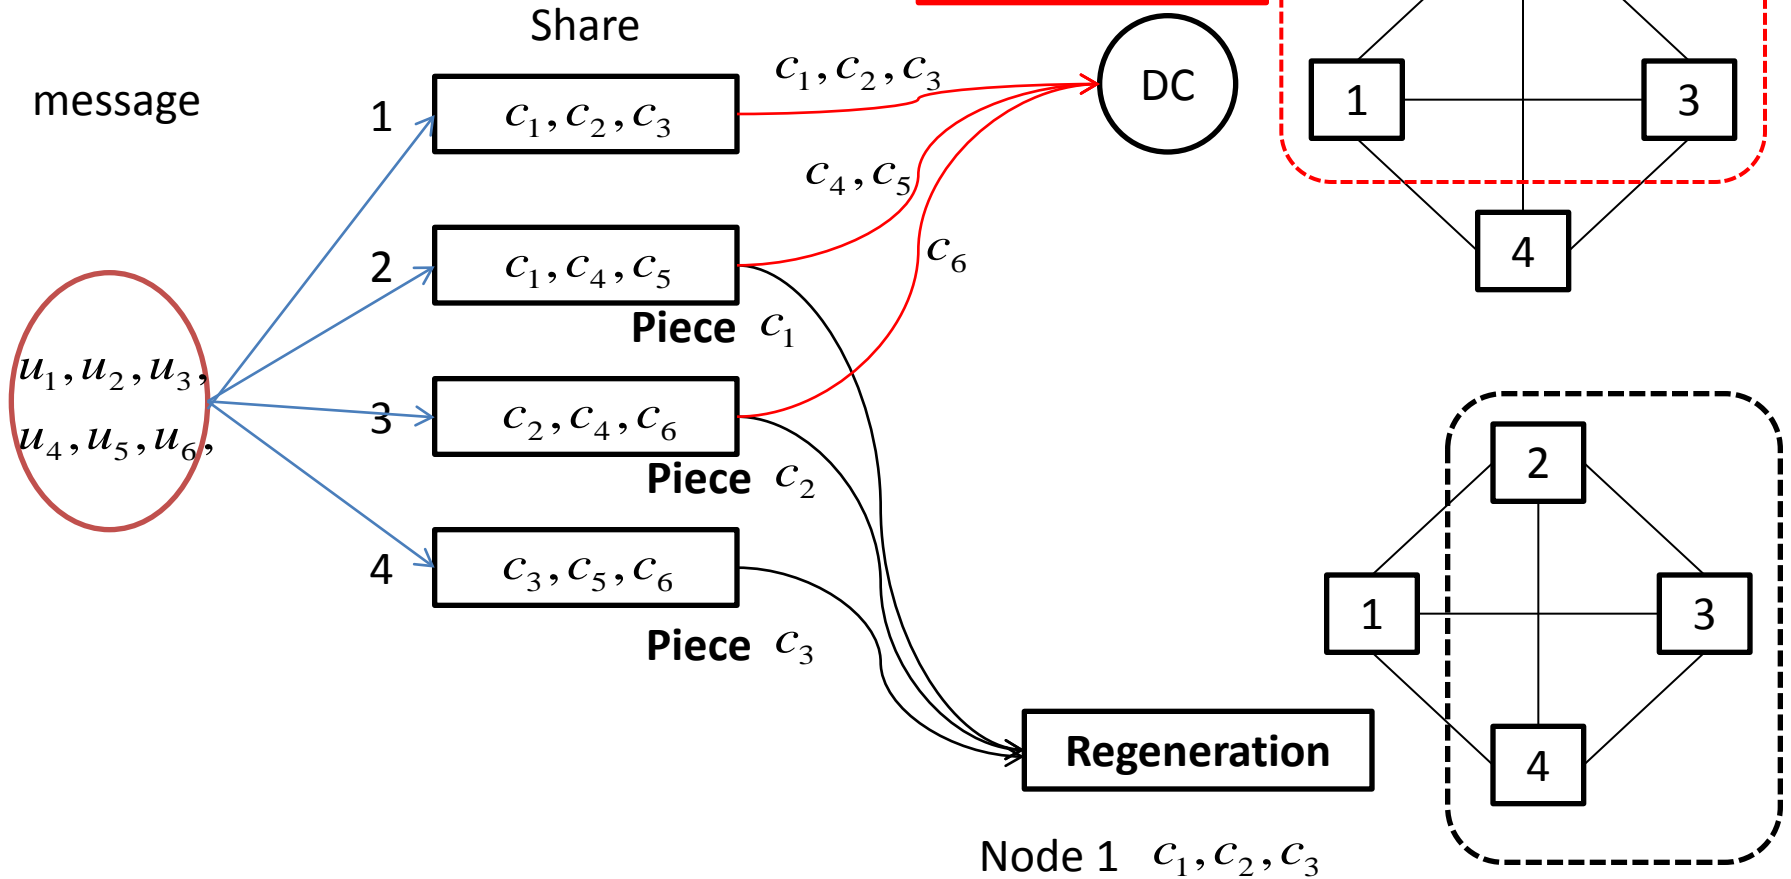 Share
message
1
c₁, c₂, c₃
c₁, c₂, c₃
DC
1
3
c₄, c₅
4
2
c₁, c₄, c₅
c₆
Piece c₁
u₁, u₂, u₃,
u₄, u₅, u₆,
3
c₂, c₄, c₆
Piece c₂
4
c₃, c₅, c₆
Piece c₃
2
1
3
4
Regeneration
Node 1 c₁, c₂, c₃